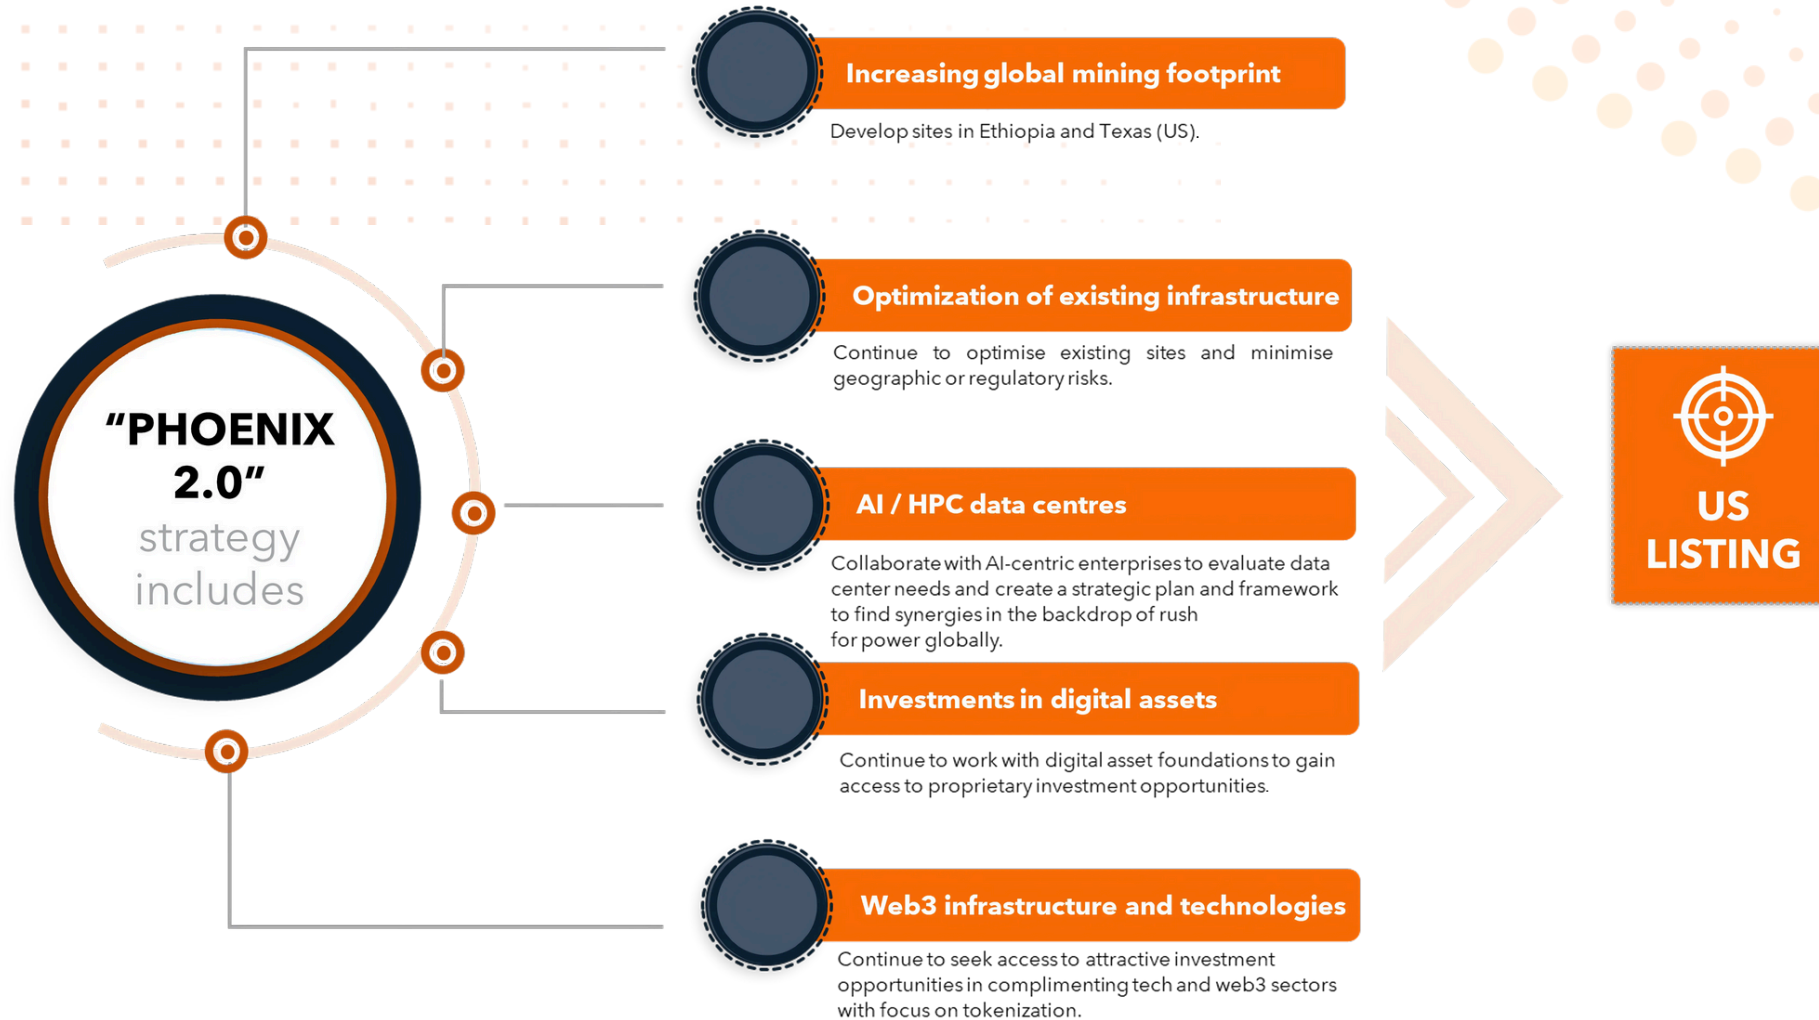 “PHOENIX
2.0”
strategy
includes
Increasing global mining footprint
Develop sites in Ethiopia and Texas (US).
Optimization of existing infrastructure
Continue to optimise existing sites and minimise
geographic or regulatory risks.
AI / HPC data centres
Collaborate with AI-centric enterprises to evaluate data
center needs and create a strategic plan and framework
to find synergies in the backdrop of rush
for power globally.
Investments in digital assets
Continue to work with digital asset foundations to gain
access to proprietary investment opportunities.
Web3 infrastructure and technologies
Continue to seek access to attractive investment
opportunities in complimenting tech and web3 sectors
with focus on tokenization.
US
LISTING